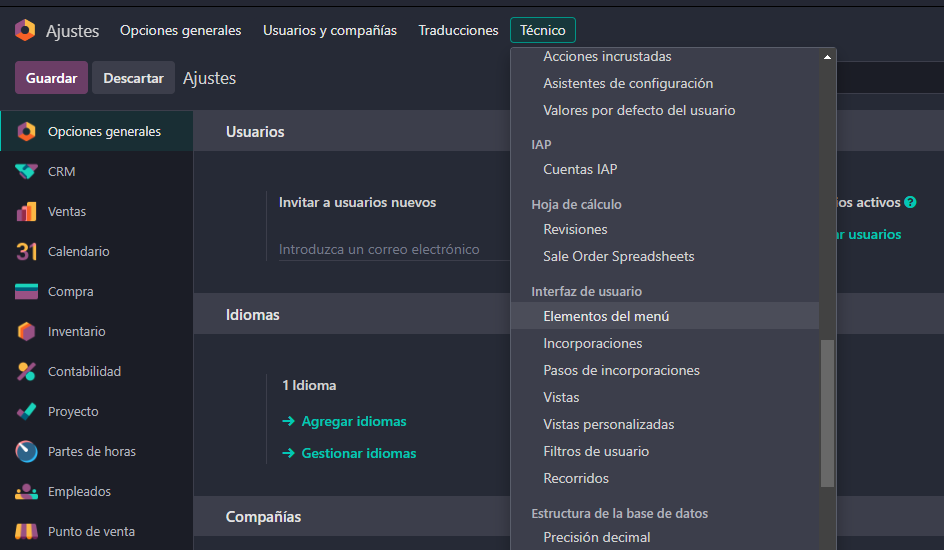 Ajustes
Opciones generales
Usuarios y compañías
Traducciones
Técnico
Guardar
Descartar
Ajustes
Opciones generales
CRM
Ventas
31
Calendario
Compra
Inventario
Contabilidad
Proyecto
Partes de horas
Empleados
Punto de venta
Usuarios
Invitar a usuarios nuevos
Introduzca un correo electrónico
Idiomas
1 Idioma
Agregar idiomas
Gestionar idiomas
Compañías
Acciones incrustadas
Asistentes de configuración
Valores por defecto del usuario
IAP
Cuentas IAP
Hoja de cálculo
Revisiones
Sale Order Spreadsheets
Interfaz de usuario
Elementos del menú
Incorporaciones
Pasos de incorporaciones
Vistas
Vistas personalizadas
Filtros de usuario
Recorridos
Estructura de la base de datos
Precisión decimal
ios activos ?
ar usuarios